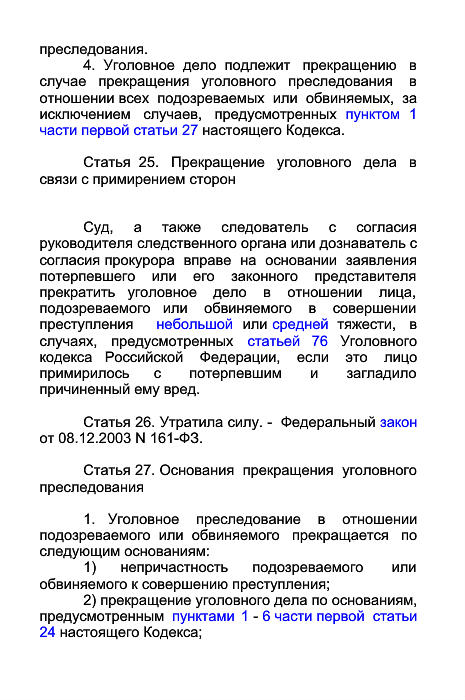 преследования.
4. Уголовное дело подлежит прекращению в
случае прекращения уголовного преследования в
отношении всех подозреваемых или обвиняемых, за
исключением случаев, предусмотренных пунктом 1
части первой статьи 27 настоящего Кодекса.
Статья 25. Прекращение уголовного дела в
связи с примирением сторон
Суд, а также следователь с согласия
руководителя следственного органа или дознаватель с
согласия прокурора вправе на основании заявления
потерпевшего или его законного представителя
прекратить уголовное дело в отношении лица,
подозреваемого или обвиняемого в совершении
преступления небольшой или средней тяжести, в
случаях, предусмотренных статьей 76 Уголовного
кодекса Российской Федерации, если это лицо
примирилось с потерпевшим и загладило
причиненный ему вред.
Статья 26. Утратила силу. - Федеральный закон
от 08.12.2003 N 161-ФЗ.
Статья 27. Основания прекращения уголовного
преследования
1. Уголовное преследование в отношении
подозреваемого или обвиняемого прекращается по
следующим основаниям:
1) непричастность подозреваемого или
обвиняемого к совершению преступления;
2) прекращение уголовного дела по основаниям,
предусмотренным пунктами 1 - 6 части первой статьи
24 настоящего Кодекса;